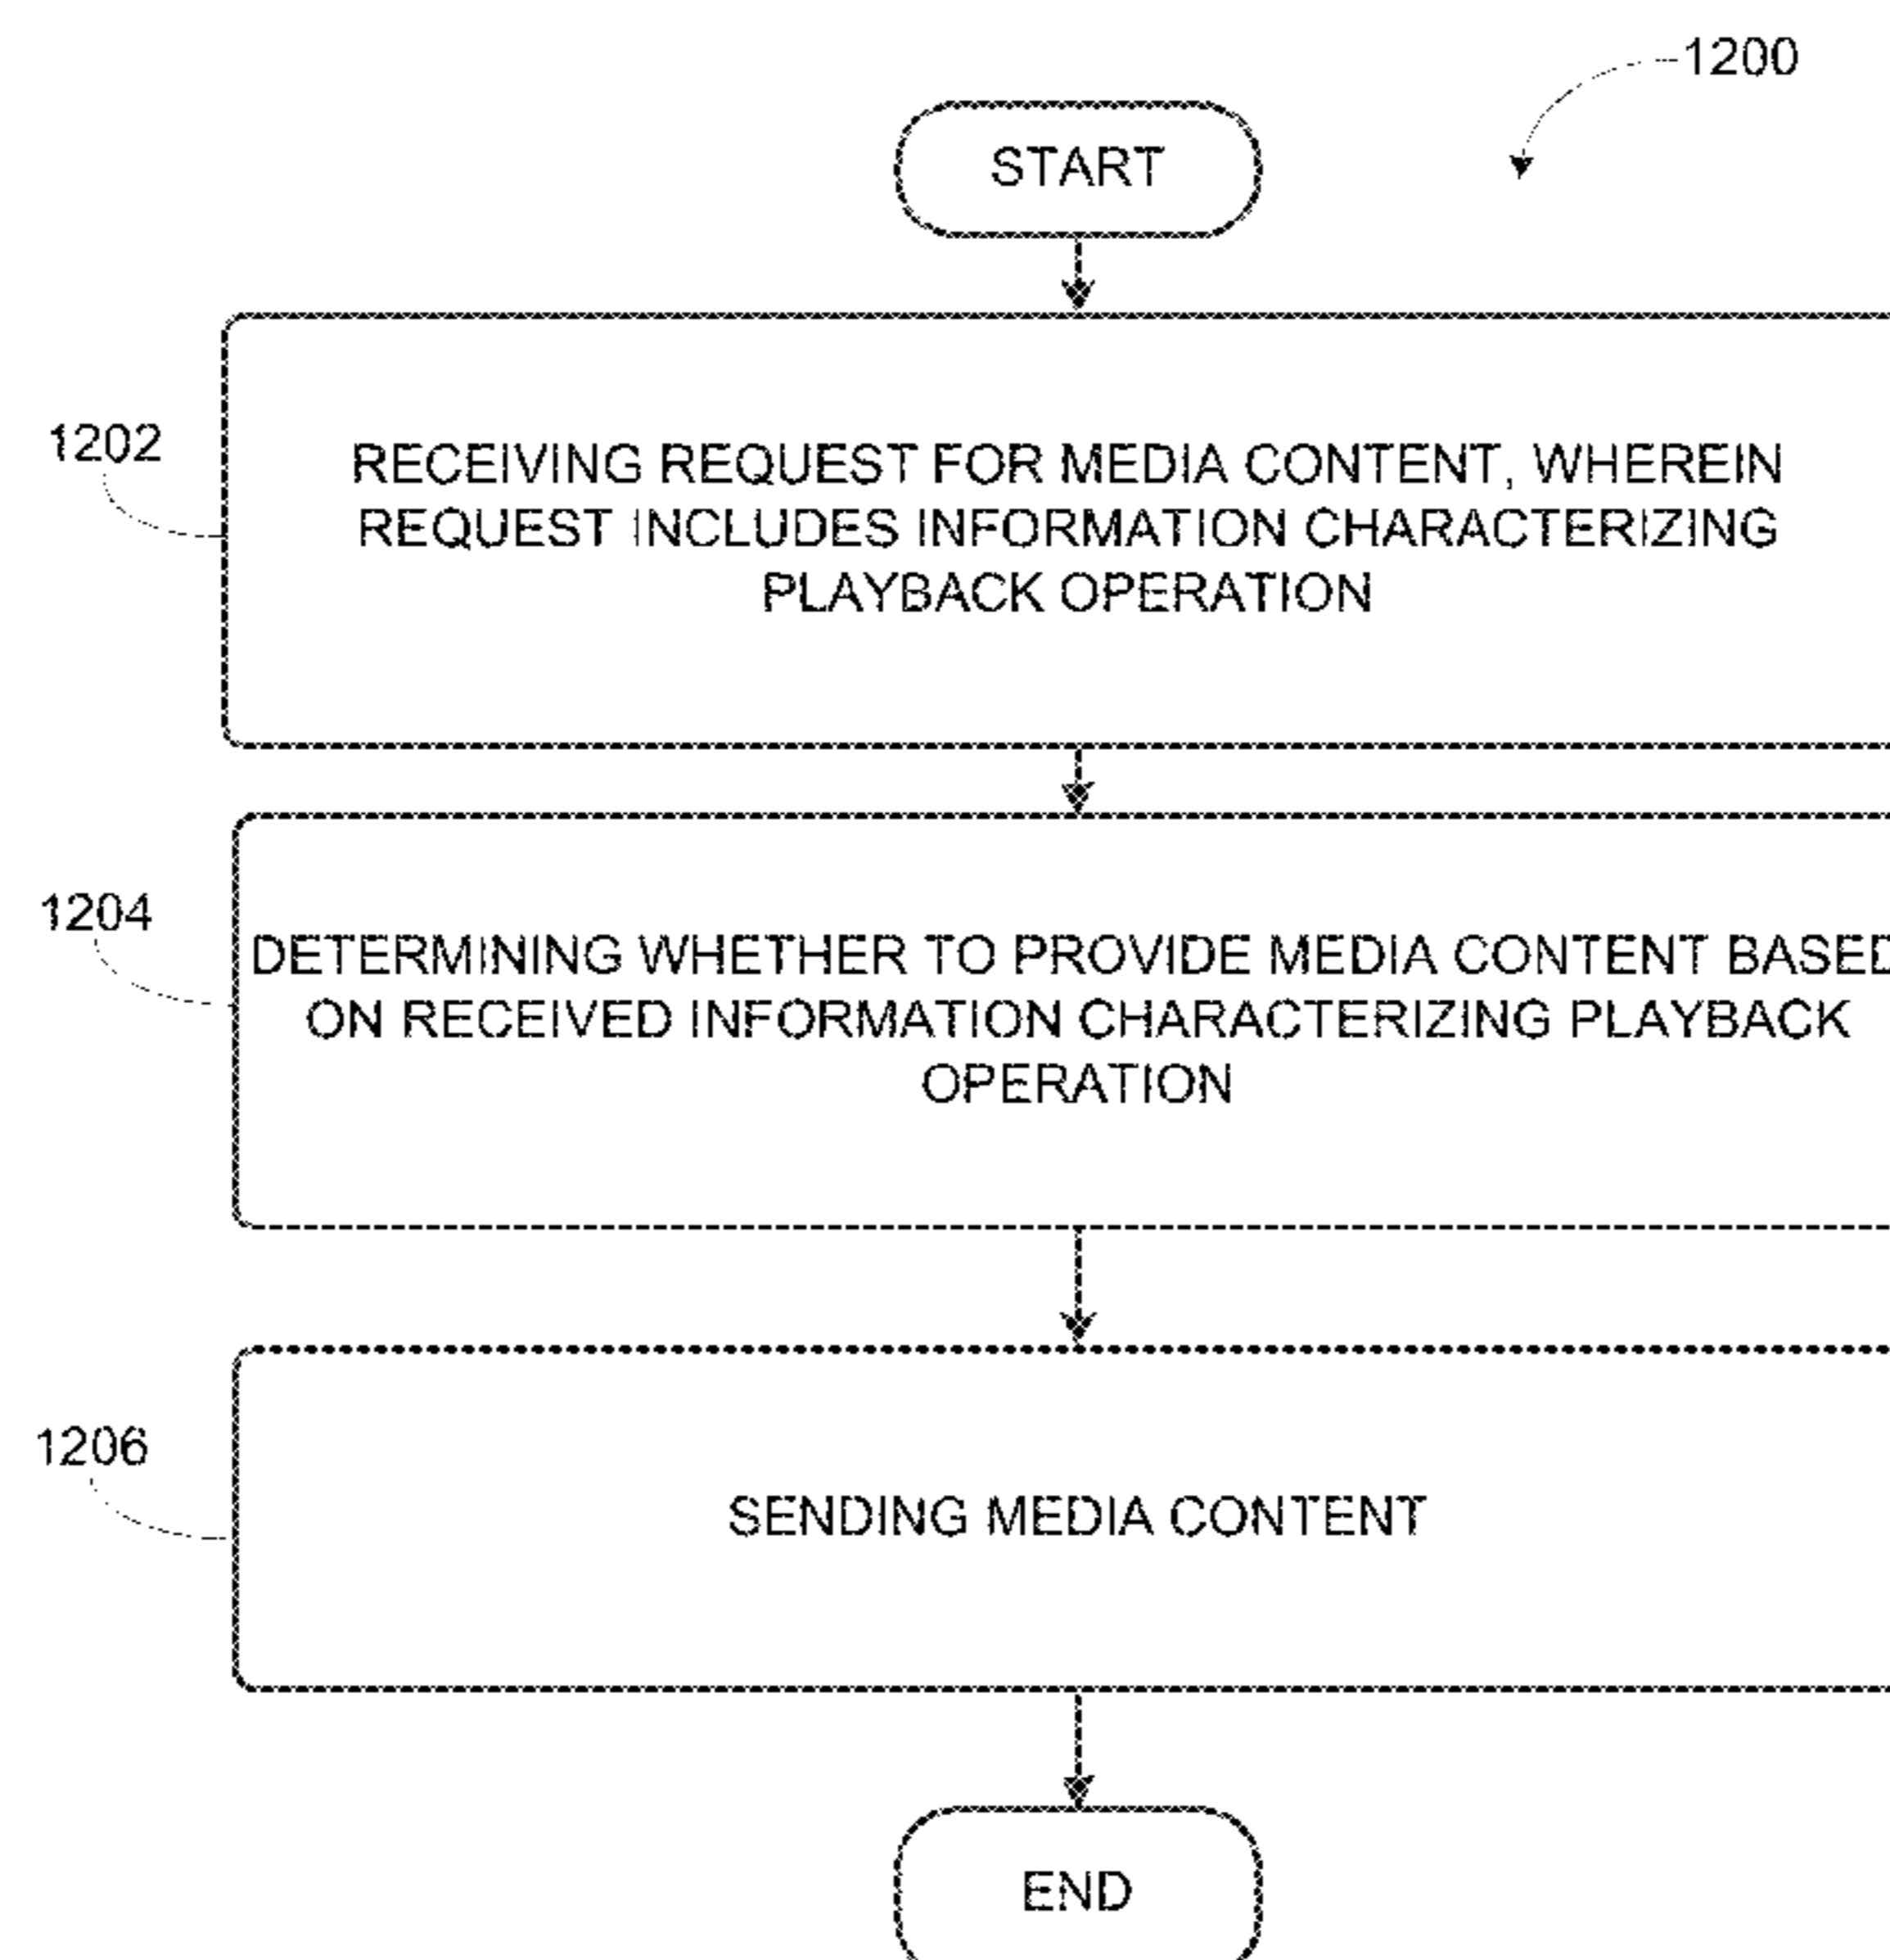 1200
START
1202
RECEIVING REQUEST FOR MEDIA CONTENT, WHEREIN
REQUEST INCLUDES INFORMATION CHARACTERIZING
PLAYBACK OPERATION
1204
DETERMINING WHETHER TO PROVIDE MEDIA CONTENT BASED
ON RECEIVED INFORMATION CHARACTERIZING PLAYBACK
OPERATION
1206
SENDING MEDIA CONTENT
END